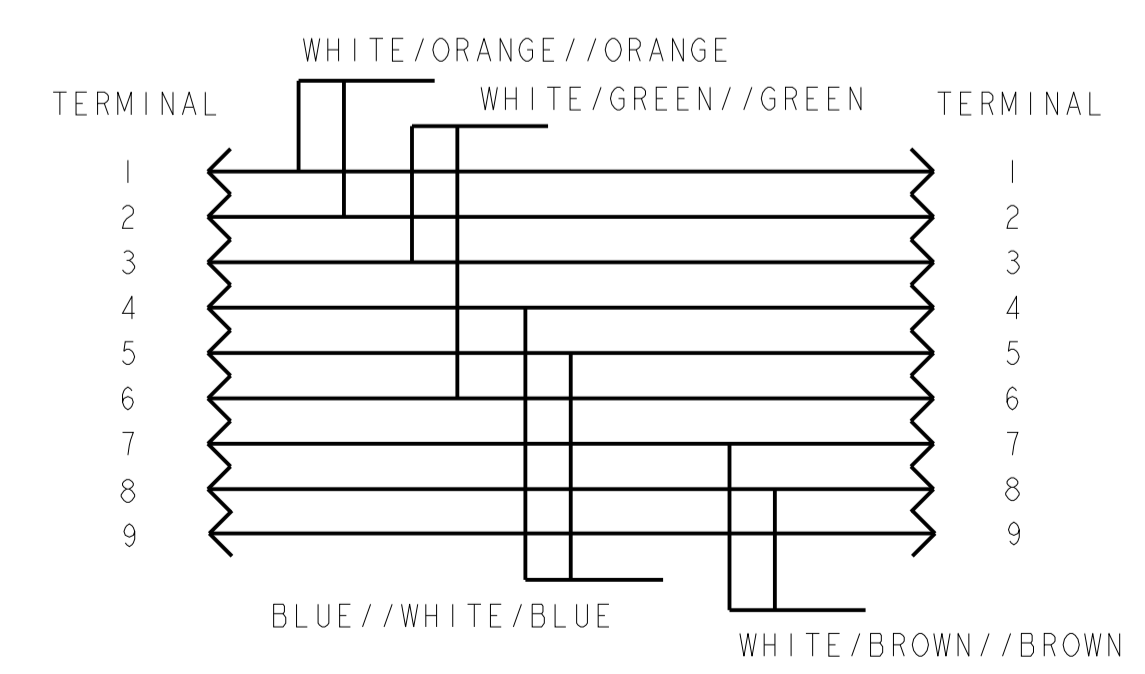 WHITE/ORANGE//ORANGE
WHITE/GREEN//GREEN
TERMINAL TERMINAL
1 1
2 2
3 3
4 4
5 5
6 6
7 7
8 8
9 9
BLUE//WHITE/BLUE
WHITE/BROWN//BROWN